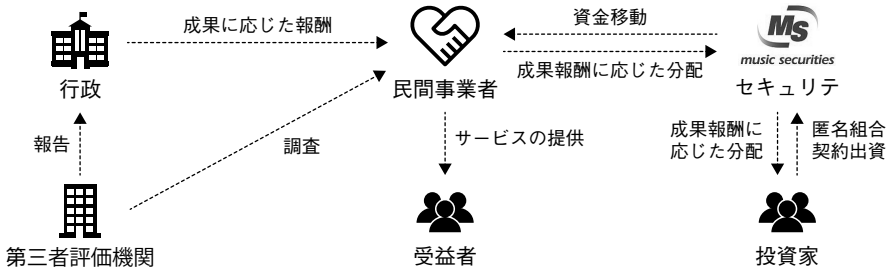 成果に応じた報酬
資金移動
MS
music securities
成果報酬に応じた分配
行政
民間事業者
セキュリテ
報告
調査
サービスの提供
成果報酬に
応じた分配
匿名組合
契約出資
第三者評価機関
受益者
投資家